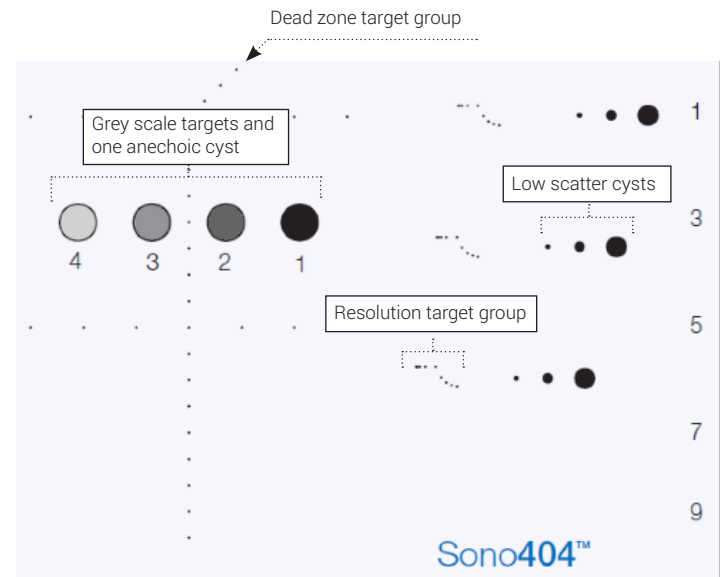 Dead zone target group
1
Grey scale targets and
one anechoic cyst
Low scatter cysts
3
4 3 2 1
Resolution target group
5
7
9
Sono404™